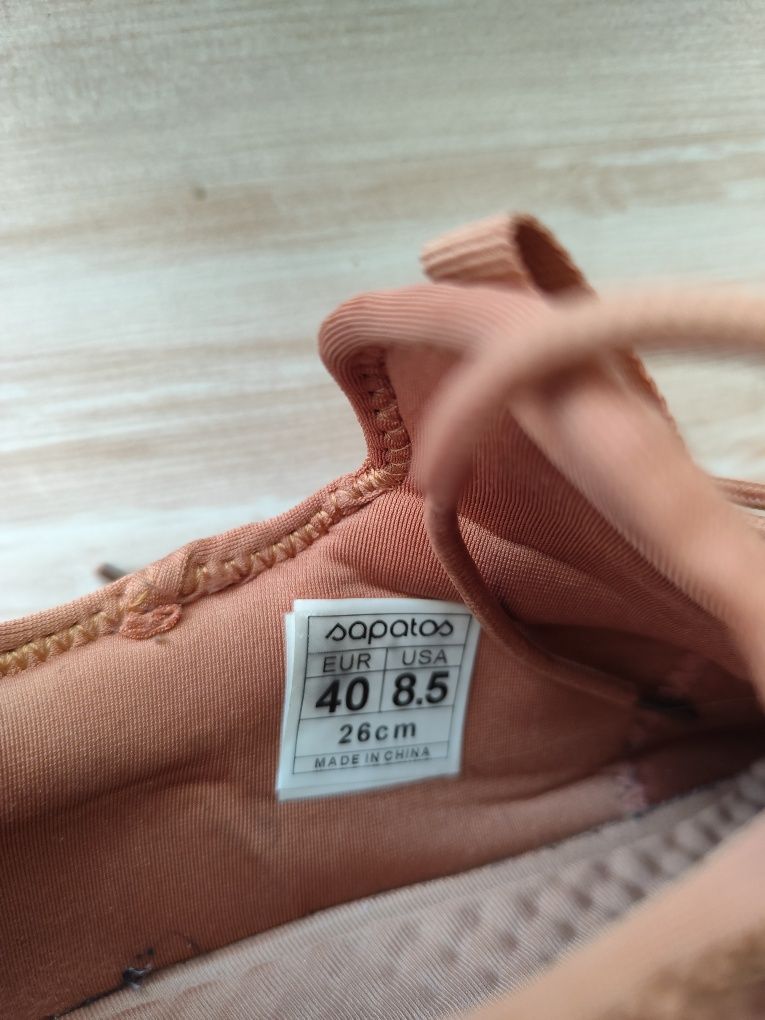 sapatos
EUR USA
40 8.5
26cm
MADE IN CHINA